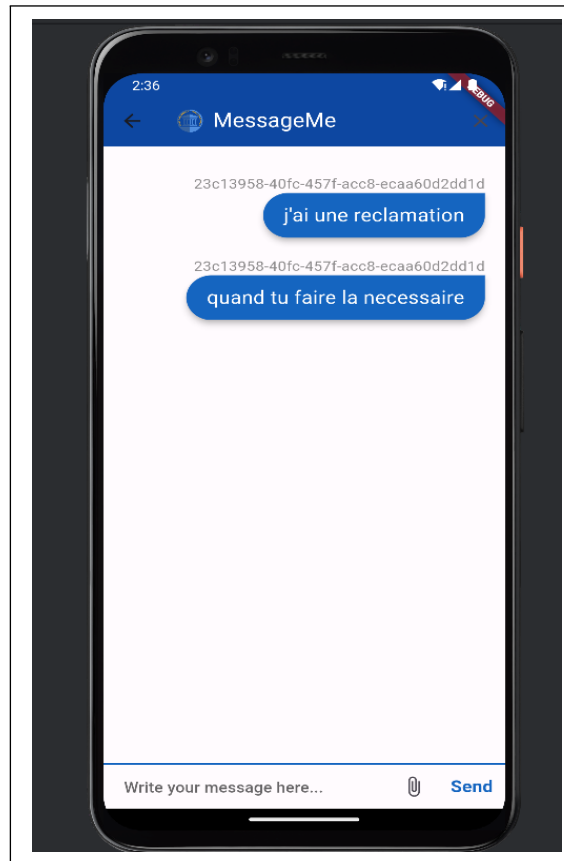 2:36
DEBUG
MessageMe
23c13958-40fc-457f-acc8-ecaa60d2dd1d
j'ai une reclamation
23c13958-40fc-457f-acc8-ecaa60d2dd1d
quand tu faire la necessaire
Write your message here...
Send